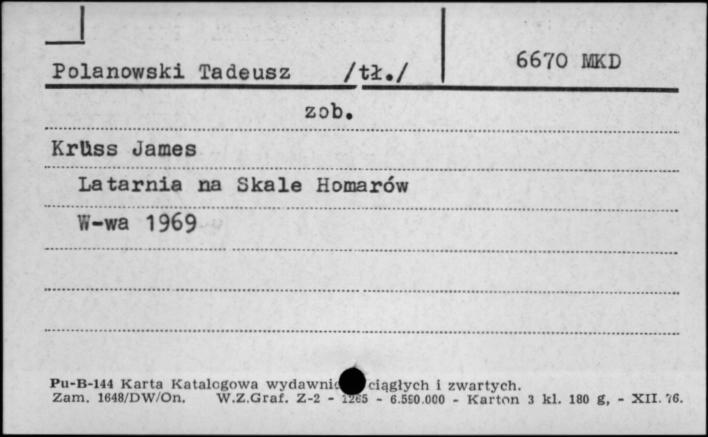 Polanowski Tadeusz /tł./ 6670 MKD
zob.
Krüss James
Latarnia na Skale Homarów
W-wa 1969
Pu-B-144 Karta Katalogowa ciągłych i zwartych.
Zam. 1648/DW/On. W.Z.Graf. Z-2 - 1265 - 6.550.000 - Karton 3 kl. 180 g, - XII. 76.